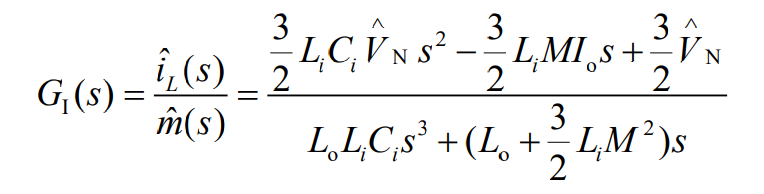 G_I(s) = \frac{\hat{i}_L(s)}{\hat{m}(s)} = \frac{\frac{3}{2} L_i C_i \hat{V}_N s^2 - \frac{3}{2} L_i M I_o s + \frac{3}{2} \hat{V}_N}{L_o L_i C_i s^3 + (L_o + \frac{3}{2} L_i M^2) s}